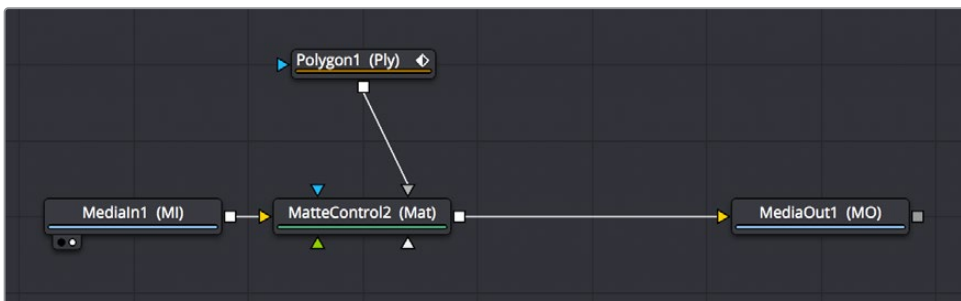 Polygon1 (Ply)
MediaIn1 (MI)
MatteControl2 (Mat)
MediaOut1 (MO)